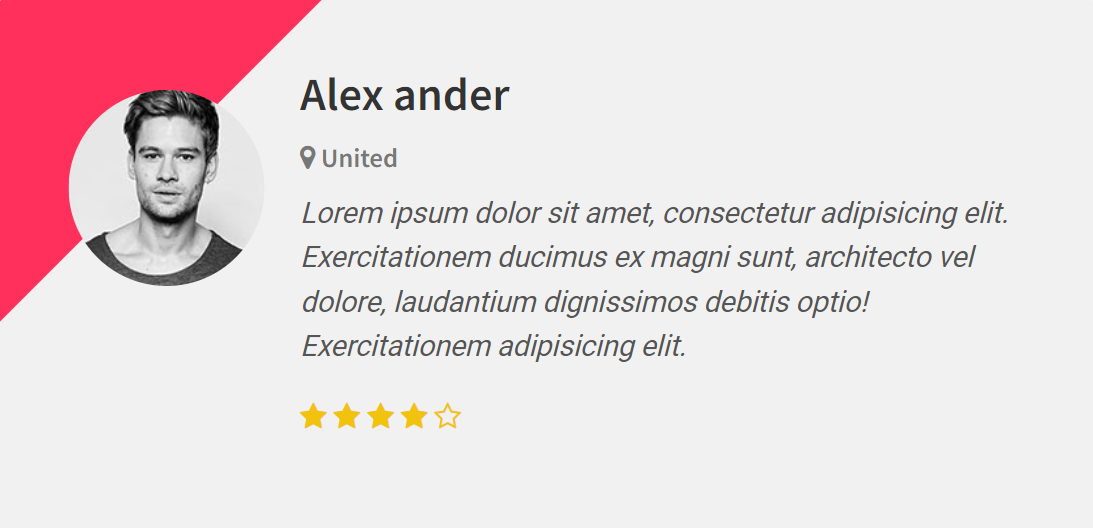 Alex ander
United
Lorem ipsum dolor sit amet, consectetur adipisicing elit.
Exercitationem ducimus ex magni sunt, architecto vel
dolore, laudantium dignissimos debitis optio!
Exercitationem adipisicing elit.